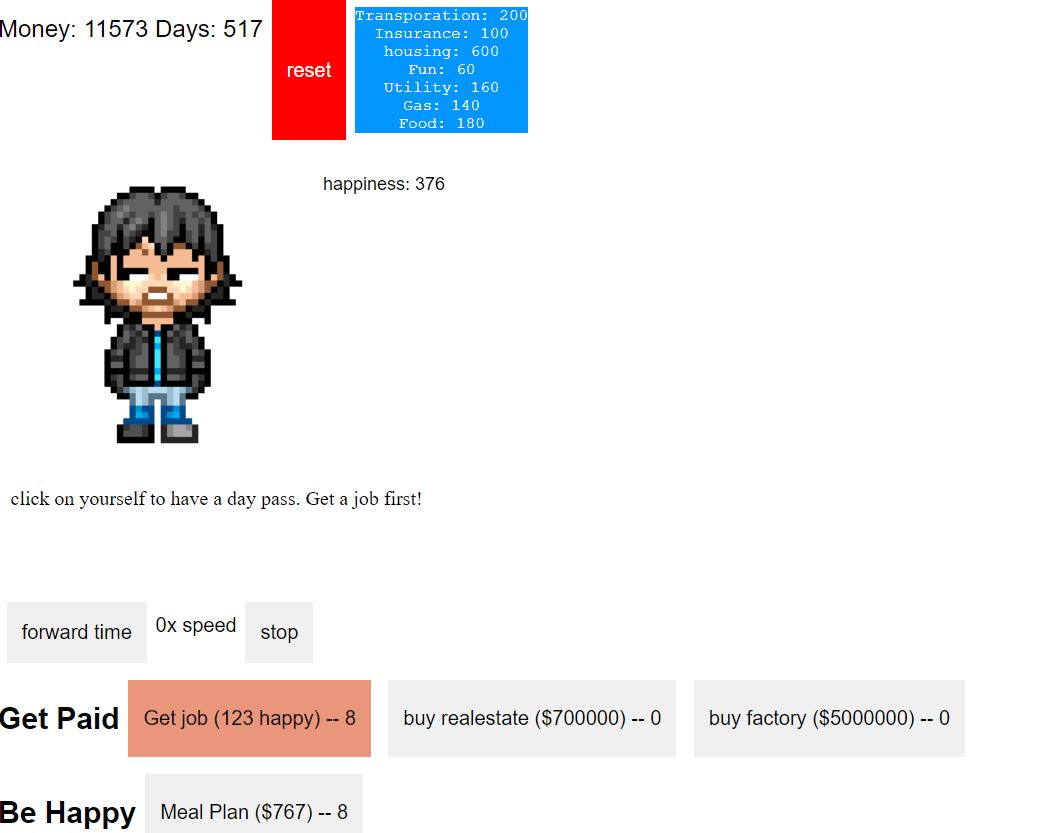 Money: 11573 Days: 517
reset
Transporation: 200
Insurance: 100
housing: 600
Fun: 60
Utility: 160
Gas: 140
Food: 180
happiness: 376
click on yourself to have a day pass. Get a job first!
forward time 0x speed stop
Get Paid Get job (123 happy) -- 8 buy realestate ($700000) -- 0 buy factory ($5000000) -- 0
Be Happy Meal Plan ($767) -- 8